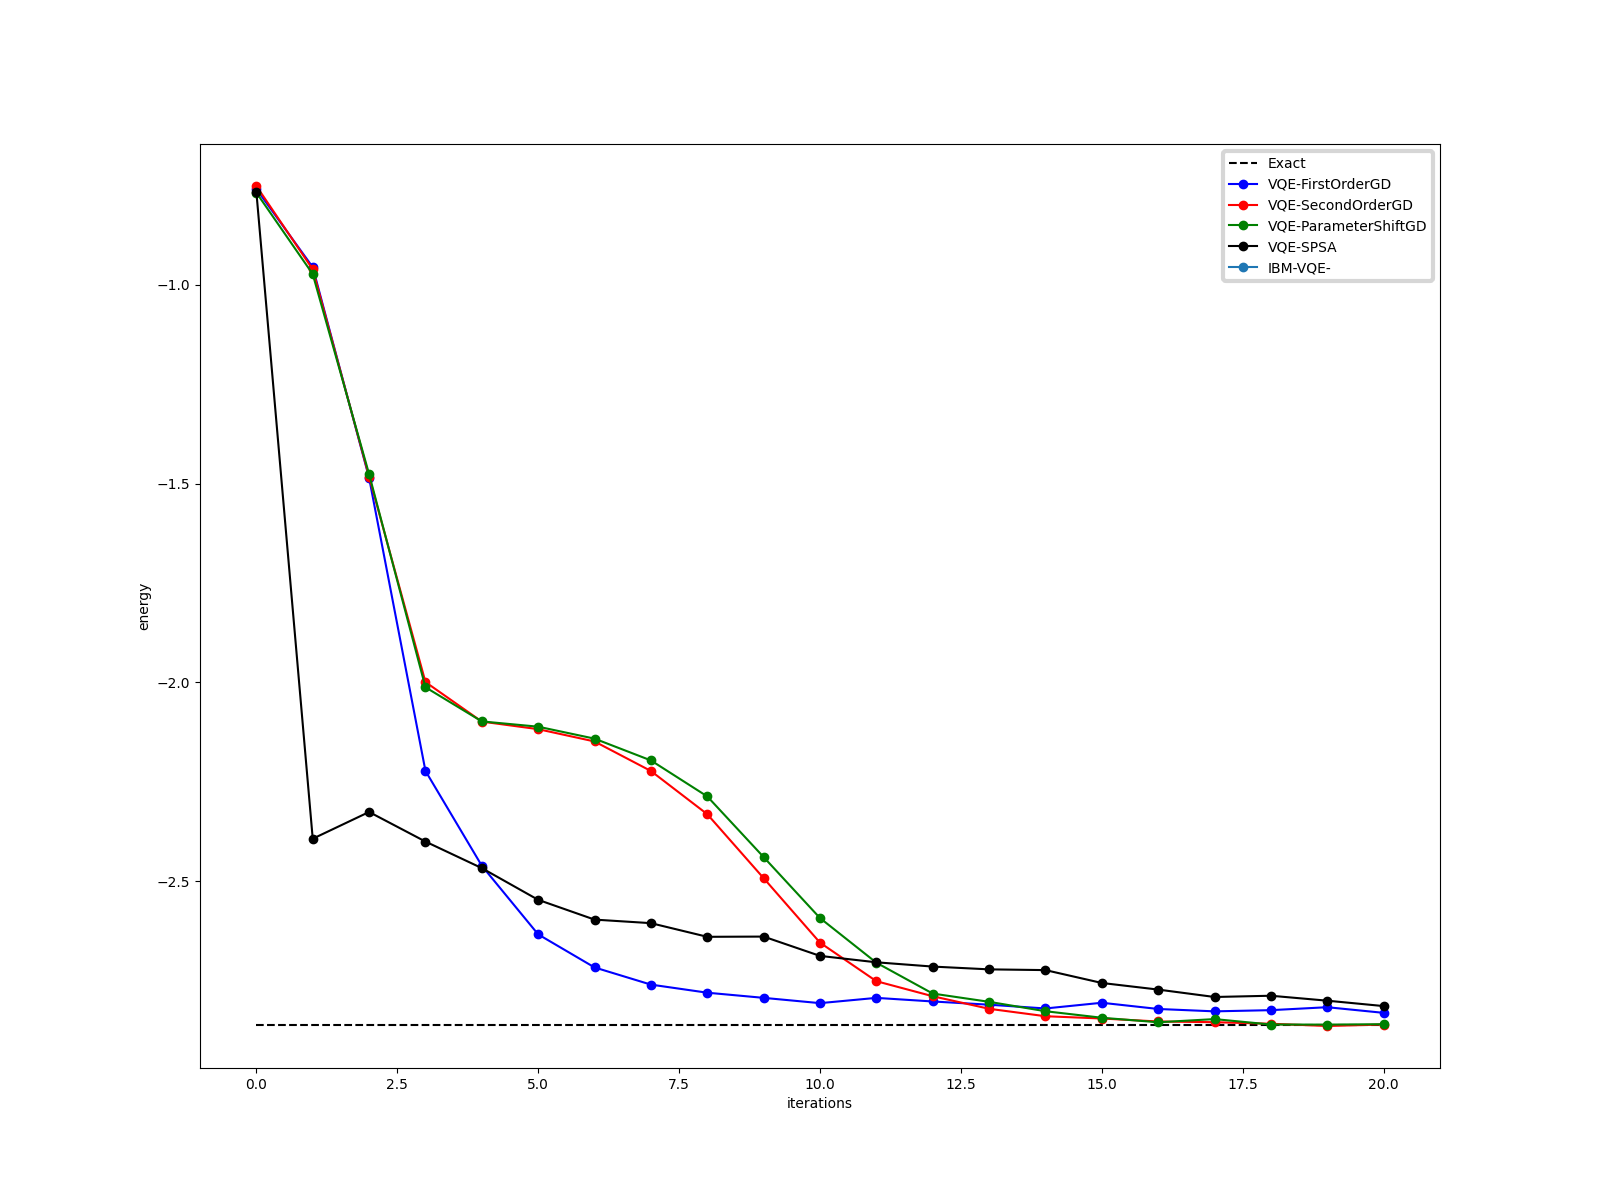 Exact
VQE-FirstOrderGD
VQE-SecondOrderGD
VQE-ParameterShiftGD
VQE-SPSA
IBM-VQE-
−1.0
−1.5
−2.0
−2.5
energy
0.0 2.5 5.0 7.5 10.0 12.5 15.0 17.5 20.0
iterations